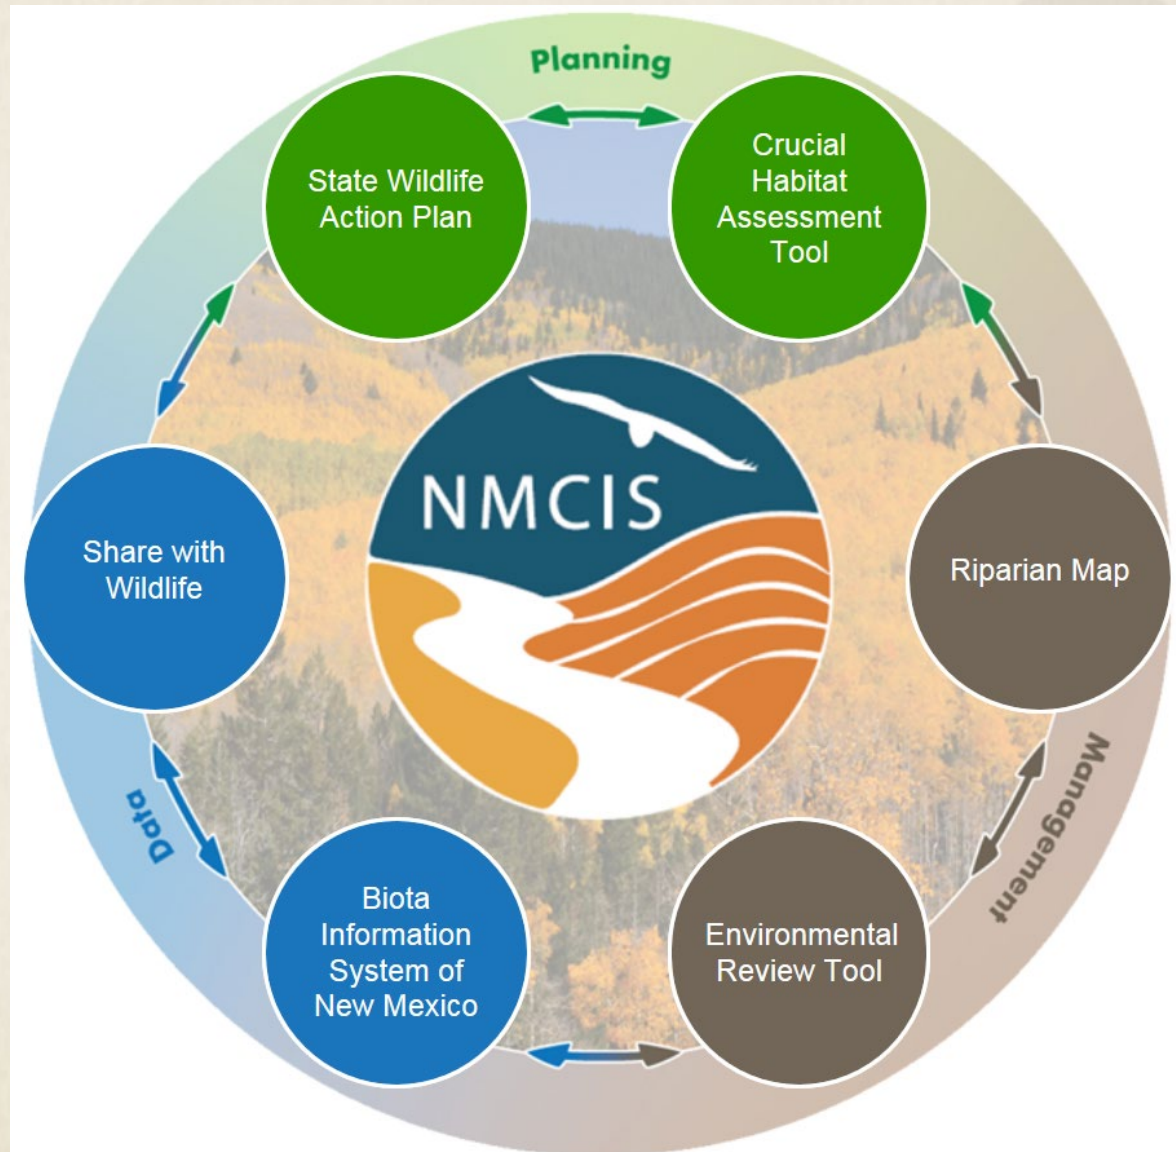 Planning
State Wildlife
Action Plan
Crucial
Habitat
Assessment
Tool
NMCIS
Share with
Wildlife
Riparian Map
Data
Management
Biota
Information
System of
New Mexico
Environmental
Review Tool